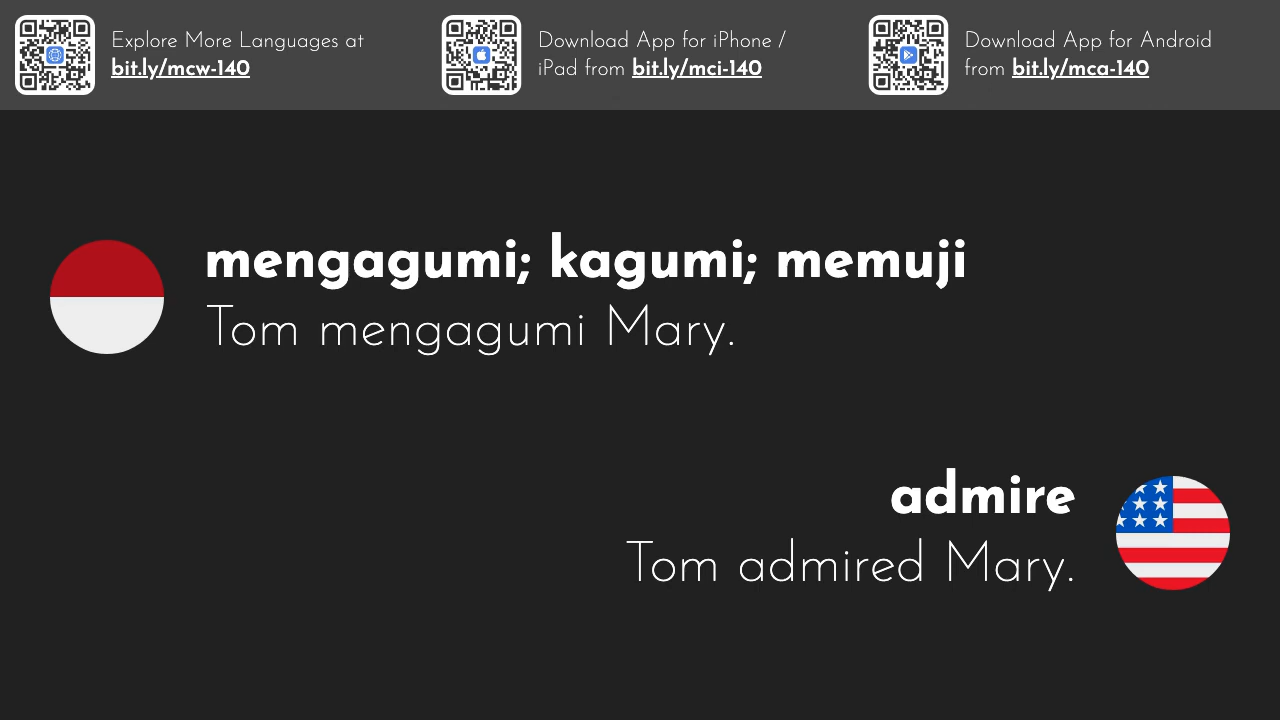 Explore More Languages at
bit.ly/mcw-140
Download App for iPhone /
iPad from bit.ly/mci-140
Download App for Android
from bit.ly/mca-140
mengagumi; kagumi; memuji
Tom mengagumi Mary.
admire
Tom admired Mary.